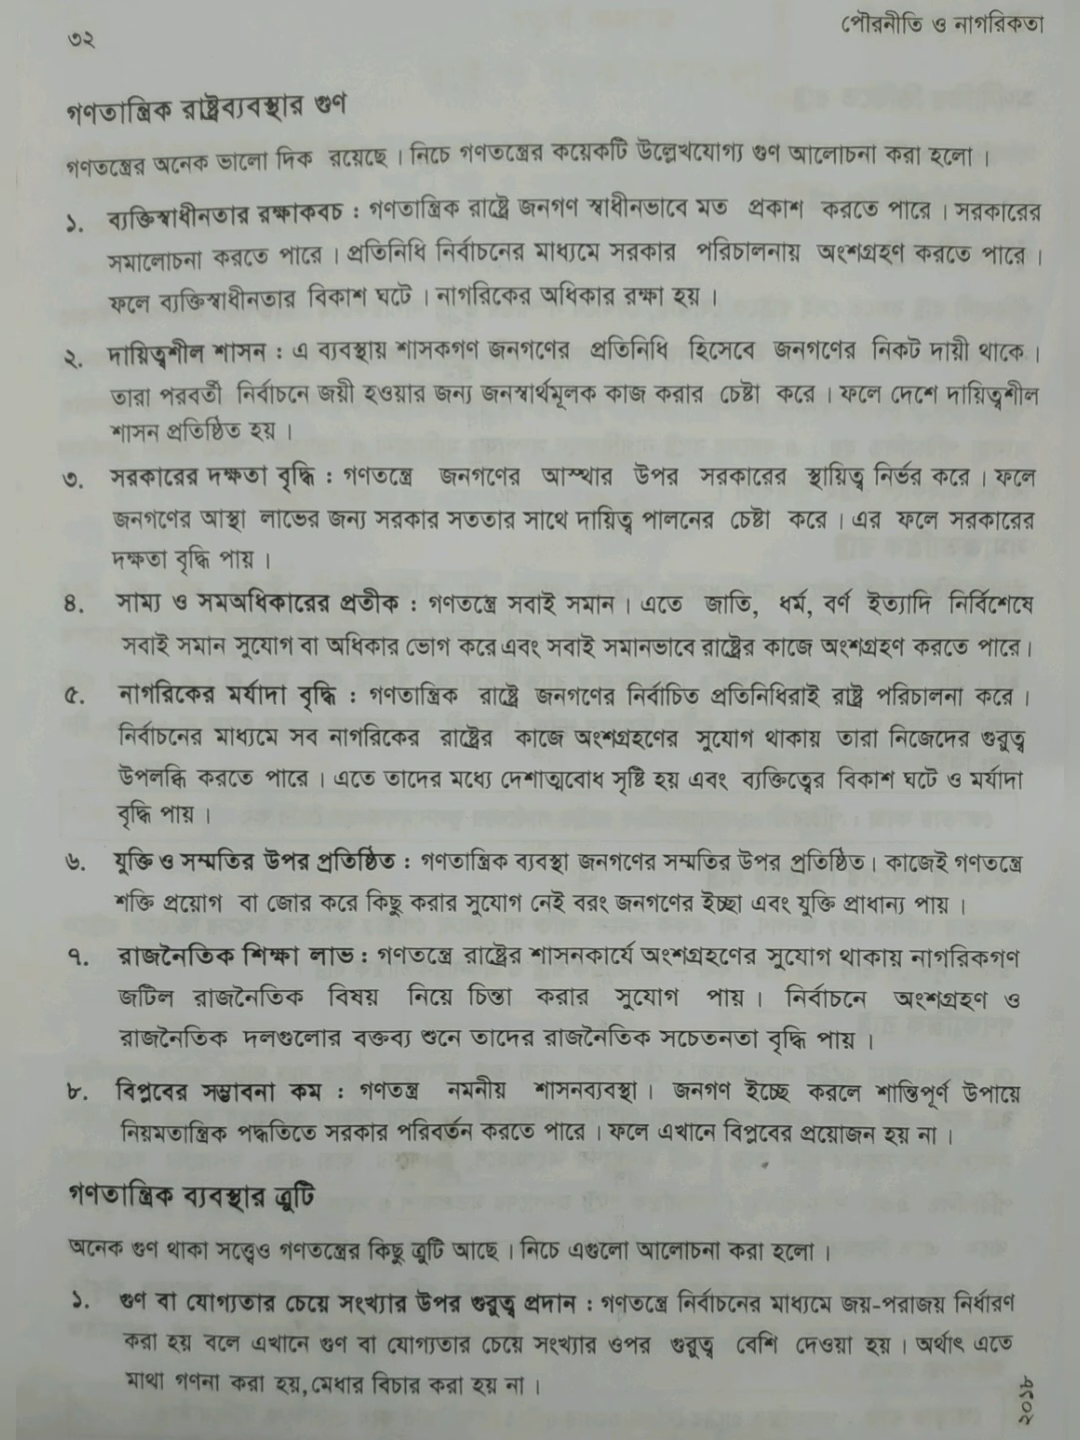 ৩২
পৌরনীতি ও নাগরিকতা
গণতান্ত্রিক রাষ্ট্রব্যবস্থার গুণ
গণতন্ত্রের অনেক ভালো দিক রয়েছে । নিচে গণতন্ত্রের কয়েকটি উল্লেখযোগ্য গুণ আলোচনা করা হলো ।
১. ব্যক্তিস্বাধীনতার রক্ষাকবচ : গণতান্ত্রিক রাষ্ট্রে জনগণ স্বাধীনভাবে মত প্রকাশ করতে পারে । সরকারের
সমালোচনা করতে পারে । প্রতিনিধি নির্বাচনের মাধ্যমে সরকার পরিচালনায় অংশগ্রহণ করতে পারে ।
ফলে ব্যক্তিস্বাধীনতার বিকাশ ঘটে । নাগরিকের অধিকার রক্ষা হয় ।
২. দায়িত্বশীল শাসন : এ ব্যবস্থায় শাসকগণ জনগণের প্রতিনিধি হিসেবে জনগণের নিকট দায়ী থাকে ।
তারা পরবর্তী নির্বাচনে জয়ী হওয়ার জন্য জনস্বার্থমূলক কাজ করার চেষ্টা করে । ফলে দেশে দায়িত্বশীল
শাসন প্রতিষ্ঠিত হয় ।
৩. সরকারের দক্ষতা বৃদ্ধি : গণতন্ত্রে জনগণের আস্থার উপর সরকারের স্থায়িত্ব নির্ভর করে । ফলে
জনগণের আস্থা লাভের জন্য সরকার সততার সাথে দায়িত্ব পালনের চেষ্টা করে । এর ফলে সরকারের
দক্ষতা বৃদ্ধি পায় ।
৪. সাম্য ও সমঅধিকারের প্রতীক : গণতন্ত্রে সবাই সমান । এতে জাতি, ধর্ম, বর্ণ ইত্যাদি নির্বিশেষে
সবাই সমান সুযোগ বা অধিকার ভোগ করে এবং সবাই সমানভাবে রাষ্ট্রের কাজে অংশগ্রহণ করতে পারে ।
৫. নাগরিকের মর্যাদা বৃদ্ধি : গণতান্ত্রিক রাষ্ট্রে জনগণের নির্বাচিত প্রতিনিধিরাই রাষ্ট্র পরিচালনা করে ।
নির্বাচনের মাধ্যমে সব নাগরিকের রাষ্ট্রের কাজে অংশগ্রহণের সুযোগ থাকায় তারা নিজেদের গুরুত্ব
উপলব্ধি করতে পারে । এতে তাদের মধ্যে দেশাত্মবোধ সৃষ্টি হয় এবং ব্যক্তিত্বের বিকাশ ঘটে ও মর্যাদা
বৃদ্ধি পায় ।
৬. যুক্তি ও সম্মতির উপর প্রতিষ্ঠিত : গণতান্ত্রিক ব্যবস্থা জনগণের সম্মতির উপর প্রতিষ্ঠিত । কাজেই গণতন্ত্রে
শক্তি প্রয়োগ বা জোর করে কিছু করার সুযোগ নেই বরং জনগণের ইচ্ছা এবং যুক্তি প্রাধান্য পায় ।
৭. রাজনৈতিক শিক্ষা লাভ : গণতন্ত্রে রাষ্ট্রের শাসনকার্যে অংশগ্রহণের সুযোগ থাকায় নাগরিকগণ
জটিল রাজনৈতিক বিষয় নিয়ে চিন্তা করার সুযোগ পায় । নির্বাচনে অংশগ্রহণ ও
রাজনৈতিক দলগুলোর বক্তব্য শুনে তাদের রাজনৈতিক সচেতনতা বৃদ্ধি পায় ।
৮. বিপ্লবের সম্ভাবনা কম : গণতন্ত্র নমনীয় শাসনব্যবস্থা । জনগণ ইচ্ছে করলে শান্তিপূর্ণ উপায়ে
নিয়মতান্ত্রিক পদ্ধতিতে সরকার পরিবর্তন করতে পারে । ফলে এখানে বিপ্লবের প্রয়োজন হয় না ।
গণতান্ত্রিক ব্যবস্থার ত্রুটি
অনেক গুণ থাকা সত্ত্বেও গণতন্ত্রের কিছু ত্রুটি আছে । নিচে এগুলো আলোচনা করা হলো ।
১. গুণ বা যোগ্যতার চেয়ে সংখ্যার উপর গুরুত্ব প্রদান : গণতন্ত্রে নির্বাচনের মাধ্যমে জয়-পরাজয় নির্ধারণ
করা হয় বলে এখানে গুণ বা যোগ্যতার চেয়ে সংখ্যার ওপর গুরুত্ব বেশি দেওয়া হয় । অর্থাৎ এতে
মাথা গণনা করা হয়, মেধার বিচার করা হয় না ।
২০১৮